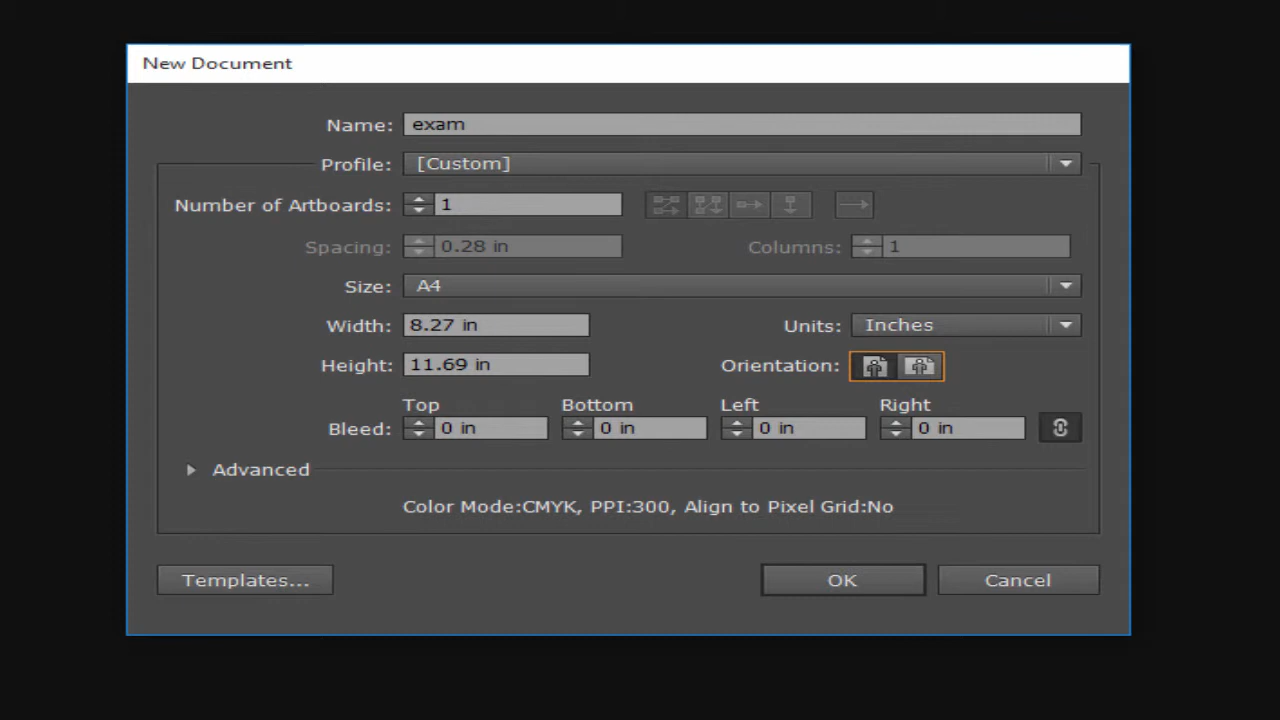 New Document
Name: exam
Profile: [Custom]
Number of Artboards: 1
Spacing: 0.28 in Columns: 1
Size: A4
Width: 8.27 in Units: Inches
Height: 11.69 in Orientation:
Top Bottom Left Right
Bleed: 0 in 0 in 0 in 0 in
Advanced
Color Mode:CMYK, PPI:300, Align to Pixel Grid:No
Templates... OK Cancel